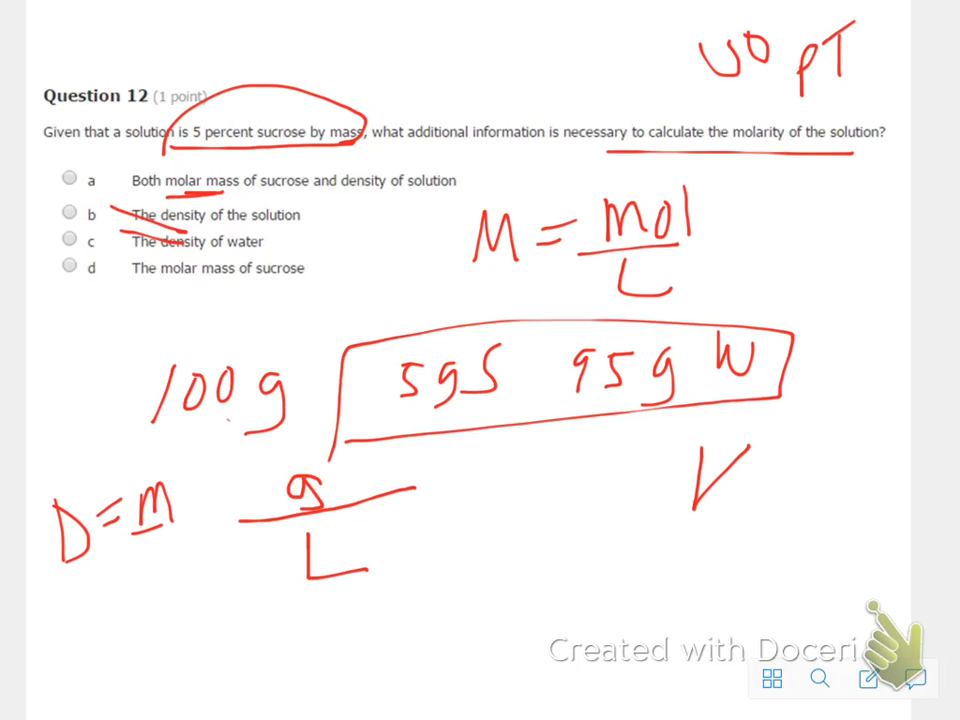 UO pT
Question 12 (1 point)
Given that a solution is 5 percent sucrose by mass, what additional information is necessary to calculate the molarity of the solution?
a Both molar mass of sucrose and density of solution
b The density of the solution
c The density of water
d The molar mass of sucrose
M = mol
L
100 g 5gS 95g W
D = m g V
L
Created with Doceri